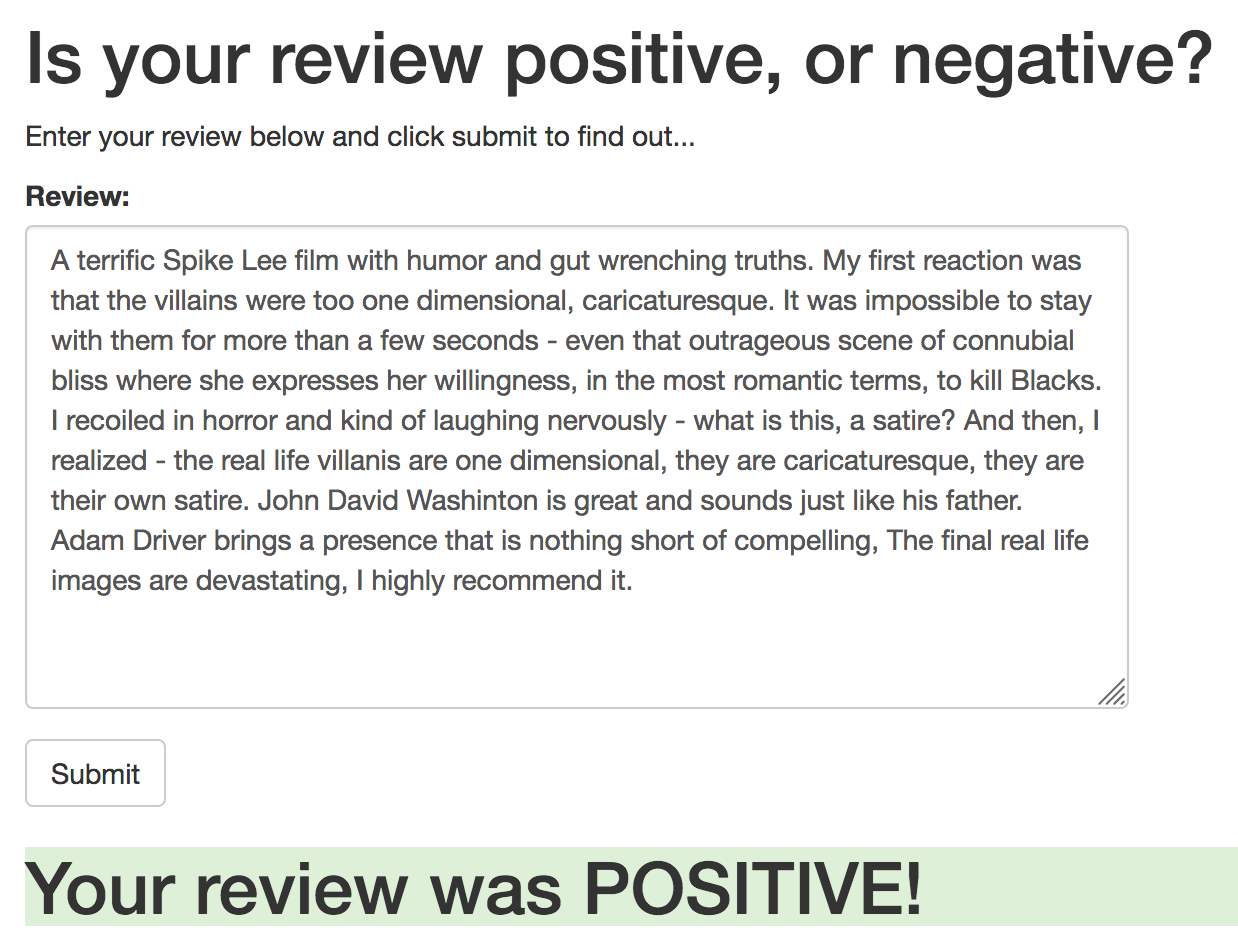 Is your review positive, or negative?
Enter your review below and click submit to find out...
Review:
A terrific Spike Lee film with humor and gut wrenching truths. My first reaction was
that the villains were too one dimensional, caricaturesque. It was impossible to stay
with them for more than a few seconds - even that outrageous scene of connubial
bliss where she expresses her willingness, in the most romantic terms, to kill Blacks.
I recoiled in horror and kind of laughing nervously - what is this, a satire? And then, I
realized - the real life villanis are one dimensional, they are caricaturesque, they are
their own satire. John David Washinton is great and sounds just like his father.
Adam Driver brings a presence that is nothing short of compelling, The final real life
images are devastating, I highly recommend it.
Submit
Your review was POSITIVE!